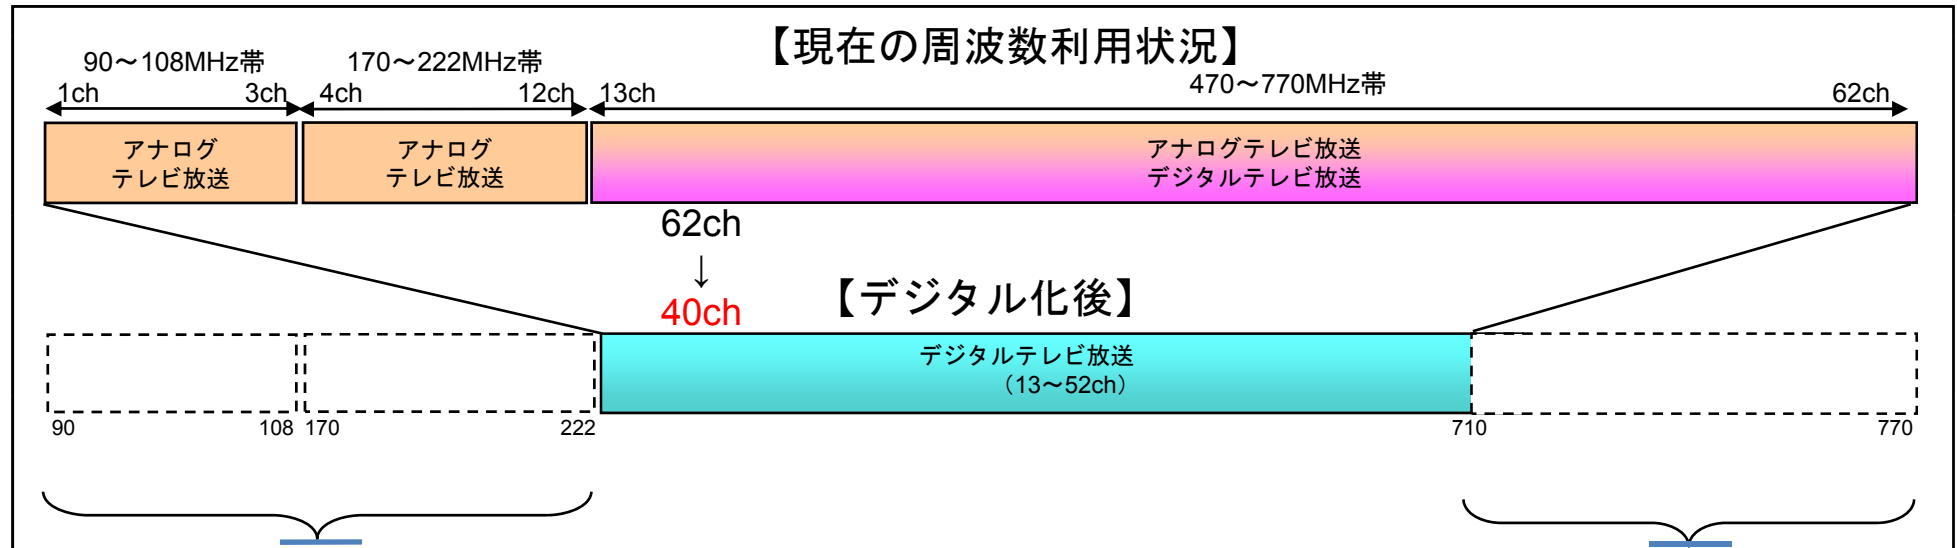 【現在の周波数利用状況】
90～108MHz帯
170～222MHz帯
470～770MHz帯
1ch
3ch
4ch
12ch
13ch
62ch
アナログ
テレビ放送
アナログ
テレビ放送
アナログテレビ放送
デジタルテレビ放送
62ch
↓
40ch
【デジタル化後】
デジタルテレビ放送
（13～52ch）
90
108
170
222
710
770